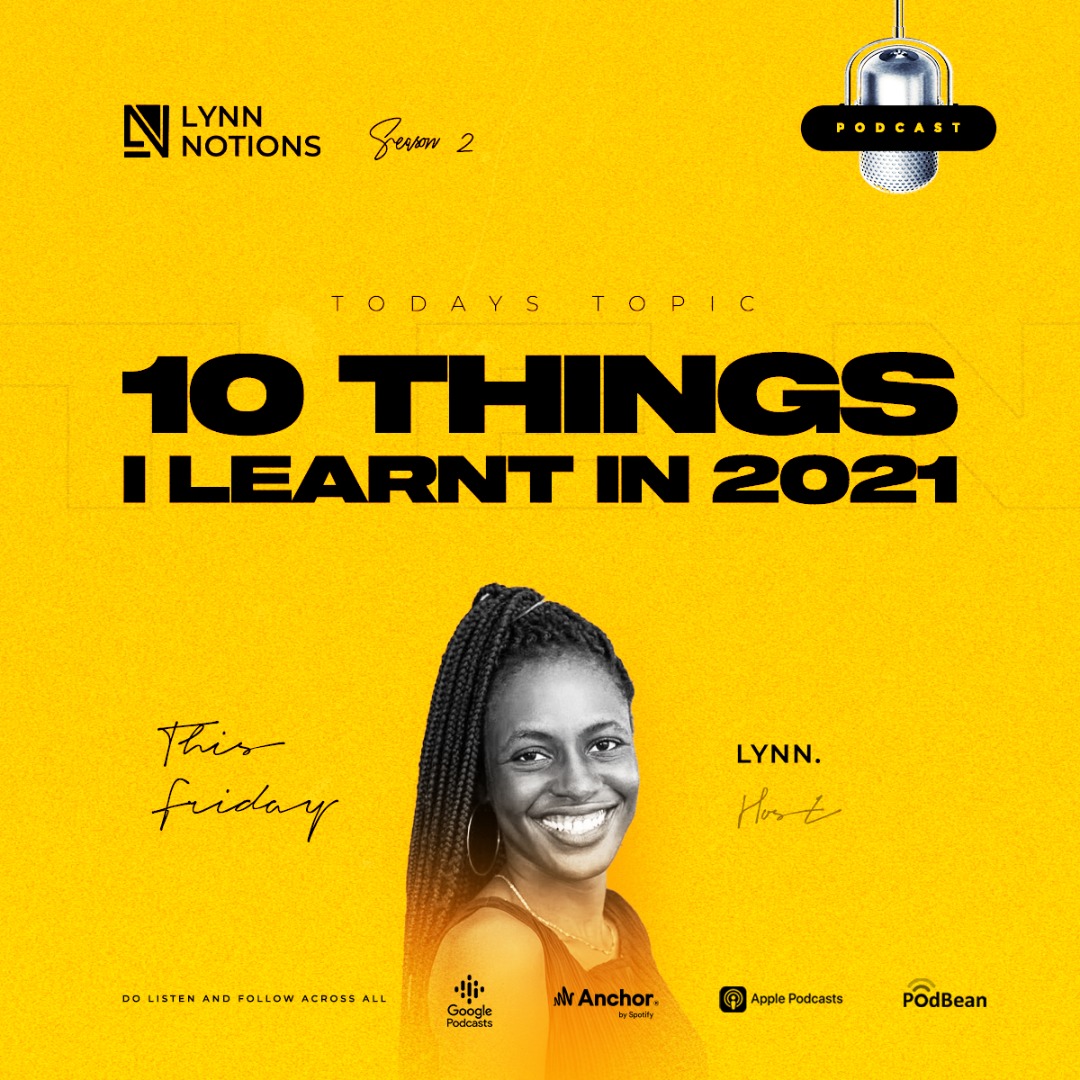 LYNN
NOTIONS
Season 2
PODCAST
TODAYS TOPIC
10 THINGS
I LEARNT IN 2021
This
friday
LYNN.
Host
DO LISTEN AND FOLLOW ACROSS ALL
Google
Podcasts
Anchor
by Spotify
Apple Podcasts
PodBean